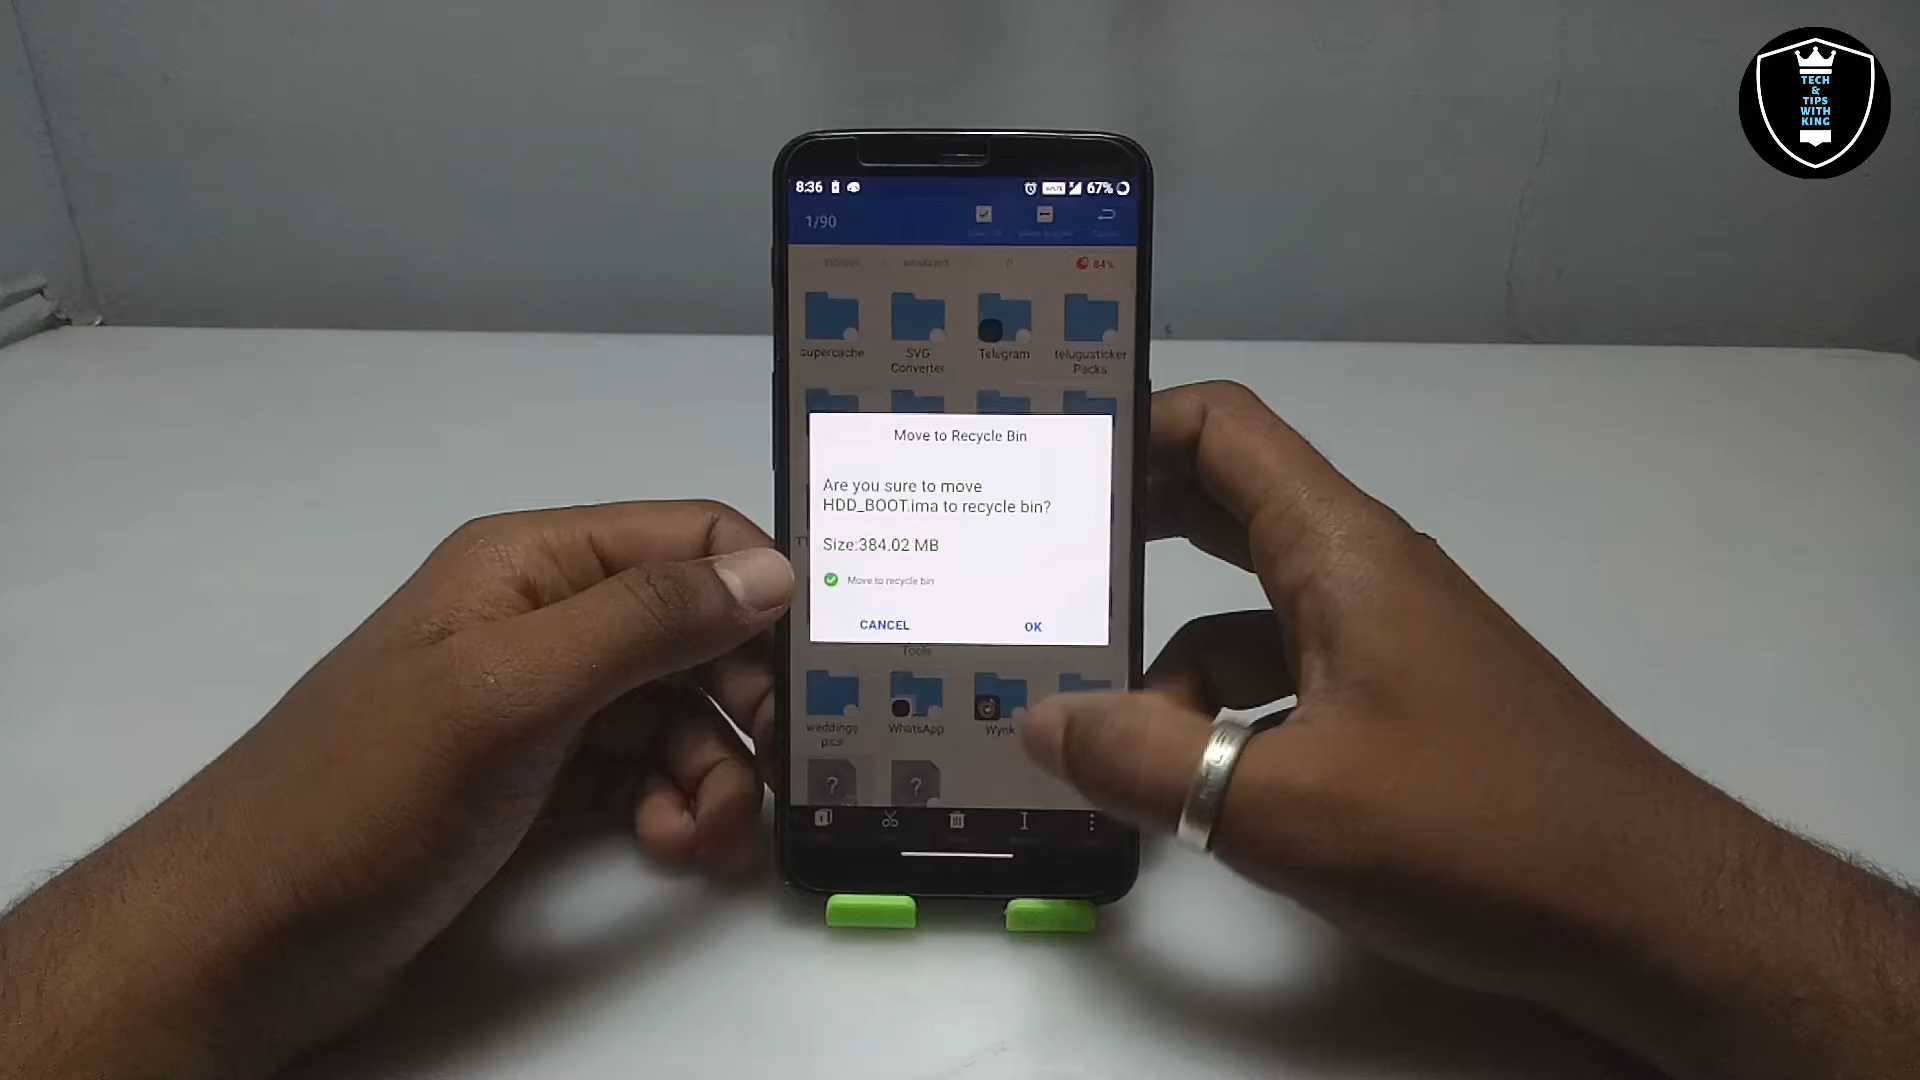 TECH
&
TIPS
WITH
KING
8:36
67%
1/90
0
84%
supercache
SVG
Converter
Telegram
telugusticker
Packs
Move to Recycle Bin
Are you sure to move
HDD_BOOT.ima to recycle bin?
Size:384.02 MB
Move to recycle bin
CANCEL
OK
Tools
weddings
pics
WhatsApp
Wynk
?
?